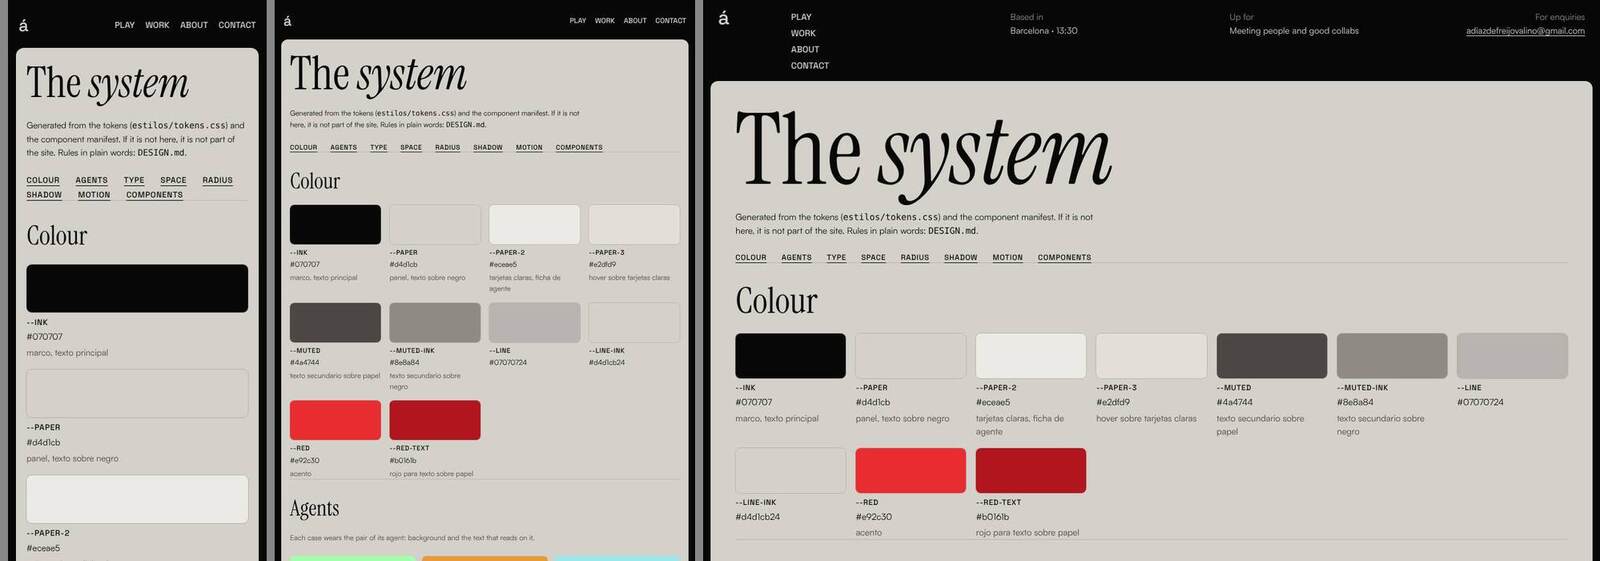 á
PLAY WORK ABOUT CONTACT
The system
Generated from the tokens (estilos/tokens.css) and
the component manifest. If it is not here, it is not part of
the site. Rules in plain words: DESIGN.md.
COLOUR AGENTS TYPE SPACE RADIUS
SHADOW MOTION COMPONENTS
Colour
--INK
#070707
marco, texto principal
--PAPER
#d4d1cb
panel, texto sobre negro
--PAPER-2
#eceae5
á
PLAY WORK ABOUT CONTACT
The system
Generated from the tokens (estilos/tokens.css) and the component manifest. If it is not
here, it is not part of the site. Rules in plain words: DESIGN.md.
COLOUR AGENTS TYPE SPACE RADIUS SHADOW MOTION COMPONENTS
Colour
--INK --PAPER --PAPER-2 --PAPER-3
#070707 #d4d1cb #eceae5 #e2dfd9
marco, texto principal panel, texto sobre negro tarjetas claras, ficha de hover sobre tarjetas claras
agente
--MUTED --MUTED-INK --LINE --LINE-INK
#4a4744 #8e8a84 #07070724 #d4d1cb24
texto secundario sobre papel texto secundario sobre
negro
--RED --RED-TEXT
#e92c30 #b0161b
acento rojo para texto sobre papel
Agents
Each case wears the pair of its agent: background and the text that reads on it.
á
PLAY
WORK
ABOUT
CONTACT
Based in
Barcelona · 13:30
Up for
Meeting people and good collabs
For enquiries
adiazdefreijovalino@gmail.com
The system
Generated from the tokens (estilos/tokens.css) and the component manifest. If it is not
here, it is not part of the site. Rules in plain words: DESIGN.md.
COLOUR AGENTS TYPE SPACE RADIUS SHADOW MOTION COMPONENTS
Colour
--INK --PAPER --PAPER-2 --PAPER-3 --MUTED --MUTED-INK --LINE
#070707 #d4d1cb #eceae5 #e2dfd9 #4a4744 #8e8a84 #07070724
marco, texto principal panel, texto sobre negro tarjetas claras, ficha de hover sobre tarjetas claras texto secundario sobre texto secundario sobre
agente papel negro
--LINE-INK --RED --RED-TEXT
#d4d1cb24 #e92c30 #b0161b
acento rojo para texto sobre papel